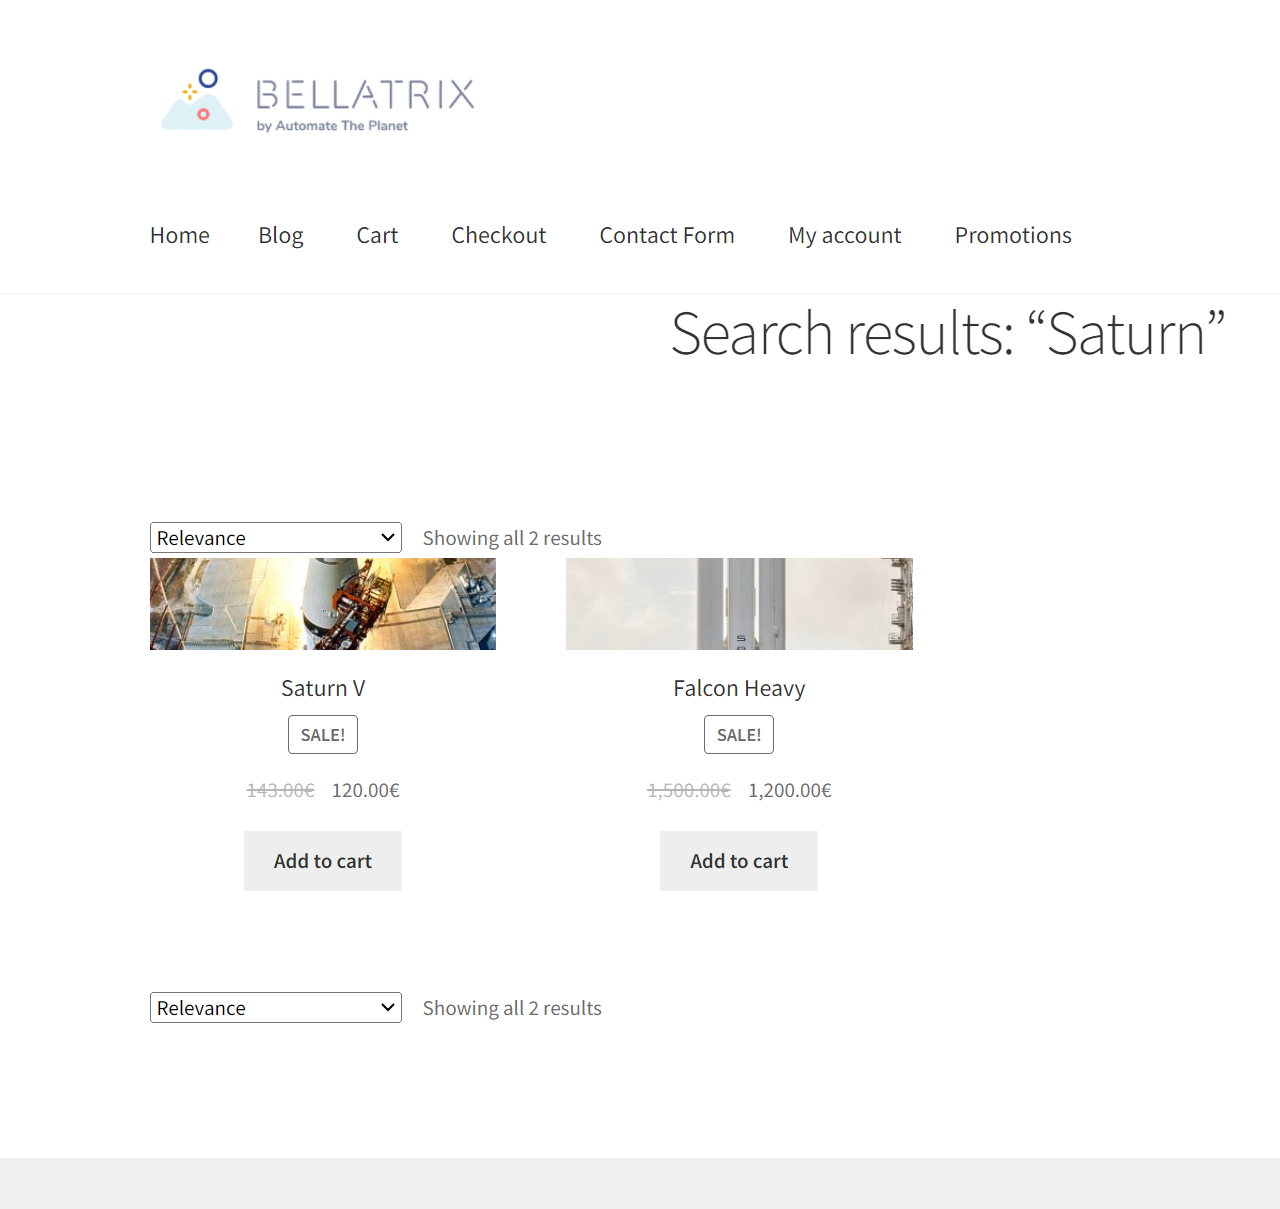 BELLATRIX
by Automate The Planet
Home Blog Cart Checkout Contact Form My account Promotions
Search results: “Saturn”
Relevance Showing all 2 results
Saturn V
SALE!
143.00€ 120.00€
Add to cart
Falcon Heavy
SALE!
1,500.00€ 1,200.00€
Add to cart
Relevance Showing all 2 results